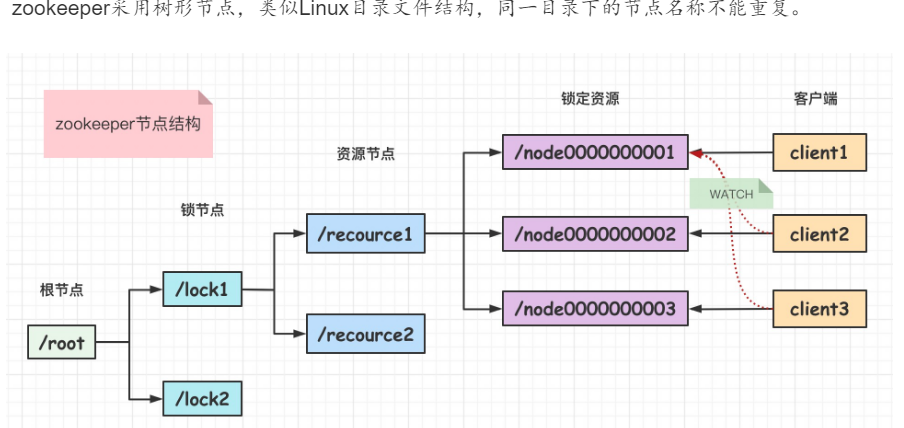 zookeeper采用树形节点，类似Linux目录文件结构，同一目录下的节点名称不能重复。
zookeeper节点结构
根节点
锁节点
资源节点
锁定资源
客户端
/root
/lock1
/lock2
/recource1
/recource2
/node0000000001
/node0000000002
/node0000000003
client1
client2
client3
WATCH